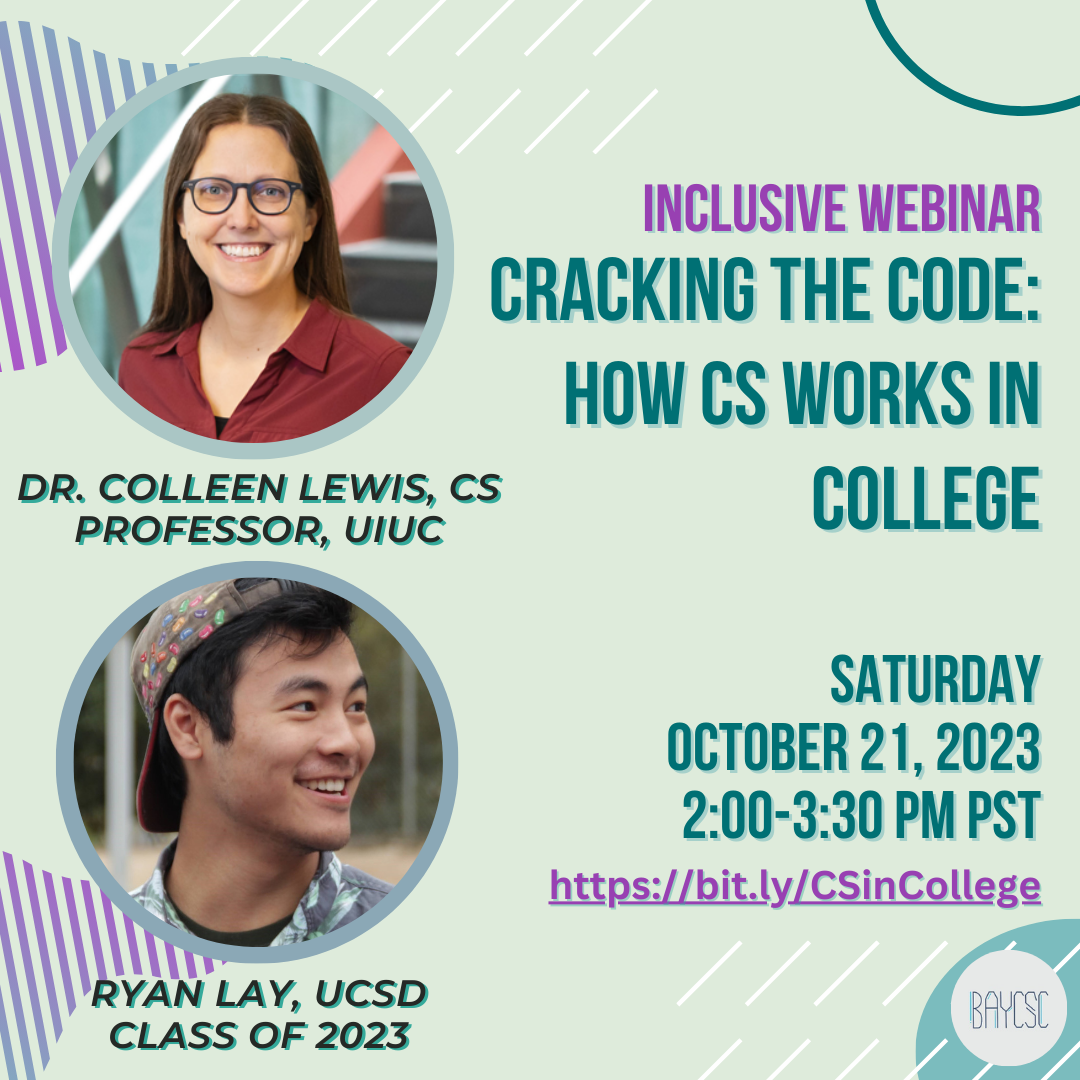 INCLUSIVE WEBINAR
CRACKING THE CODE:
HOW CS WORKS IN
COLLEGE
DR. COLLEEN LEWIS, CS
PROFESSOR, UIUC
SATURDAY
OCTOBER 21, 2023
2:00-3:30 PM PST
https://bit.ly/CSinCollege
RYAN LAY, UCSD
CLASS OF 2023
BAYCSC